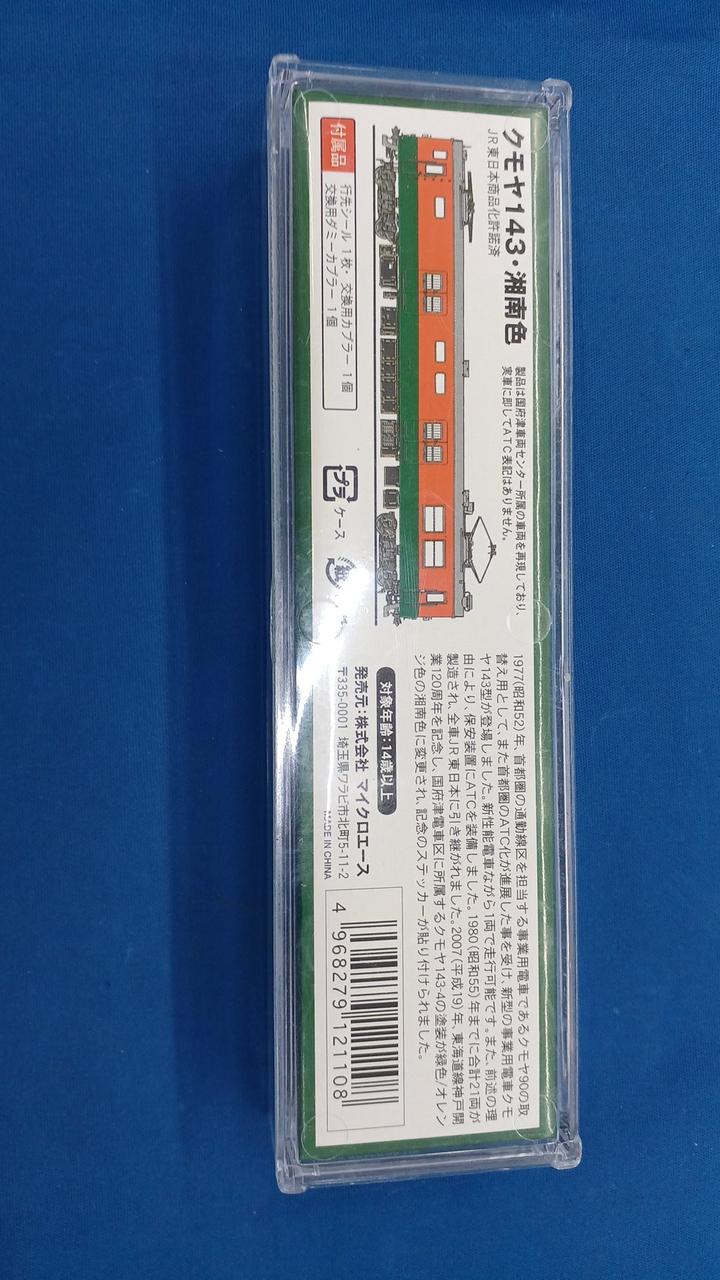 クモヤ143・湘南色
JR東日本商品化許諾済
製品は国府津車両センター所属の車両を再現しており、
実車に即してATC表記はありません。
付属品
行先シール 1枚・ 交換用カプラー 1個
交換用ダミーカプラー 1個
プラ
ケース
紙
1977(昭和52)年、首都圏の通勤線区を担当する事業用電車であるクモヤ90の取
替え用として、また首都圏のATC化が進展した事を受け、新型の事業用電車クモ
ヤ143型が登場しました。新性能電車ながら1両で走行可能です。また、前述の理
由により、保安装置にATCを装備しました。1980(昭和55)年までに合計21両が
製造され、全車JR東日本に引き継がれました。2007(平成19)年、東海道線神戸開
業120周年を記念し、国府津電車区に所属するクモヤ143-4の塗装が緑色/オレン
ジ色の湘南色に変更され、記念のステッカーが貼り付けられました。
対象年齢:14歳以上
発売元:株式会社 マイクロエース
〒335-0001 埼玉県ワラビ市北町5-11-2
MADE IN CHINA
4 968279 121108